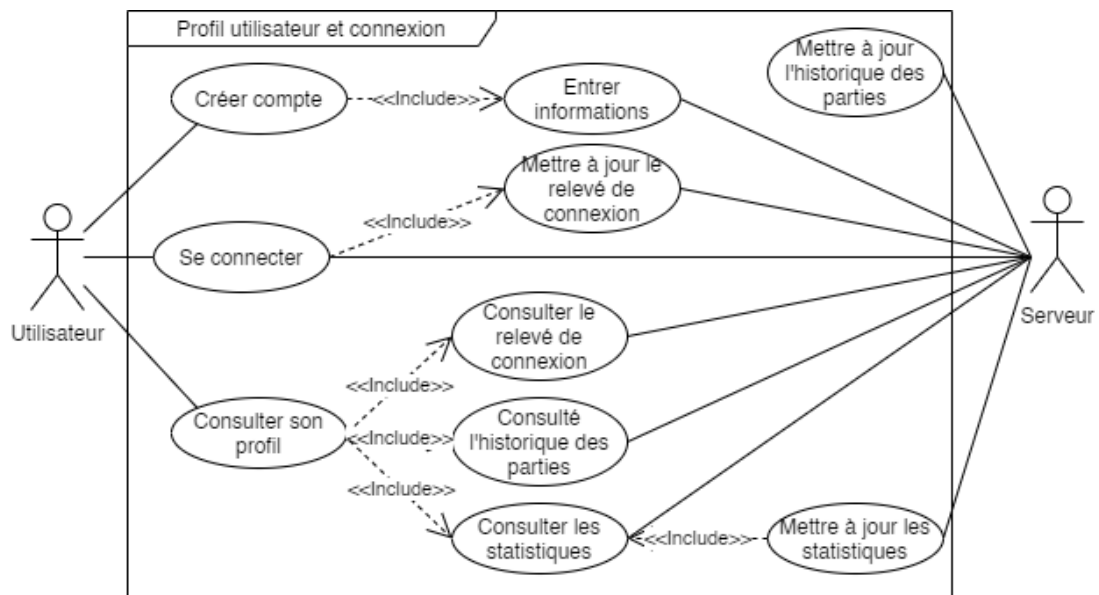 Profil utilisateur et connexion
Mettre à jour
l'historique des
parties
Créer compte
<<Include>>
Entrer
informations
Mettre à jour le
relevé de
connexion
<<Include>>
Se connecter
Utilisateur
Serveur
Consulter le
relevé de
connexion
<<Include>>
Consulter son
profil
<<Include>>
Consulté
l'historique des
parties
<<Include>>
Consulter les
statistiques
<<Include>>
Mettre à jour les
statistiques